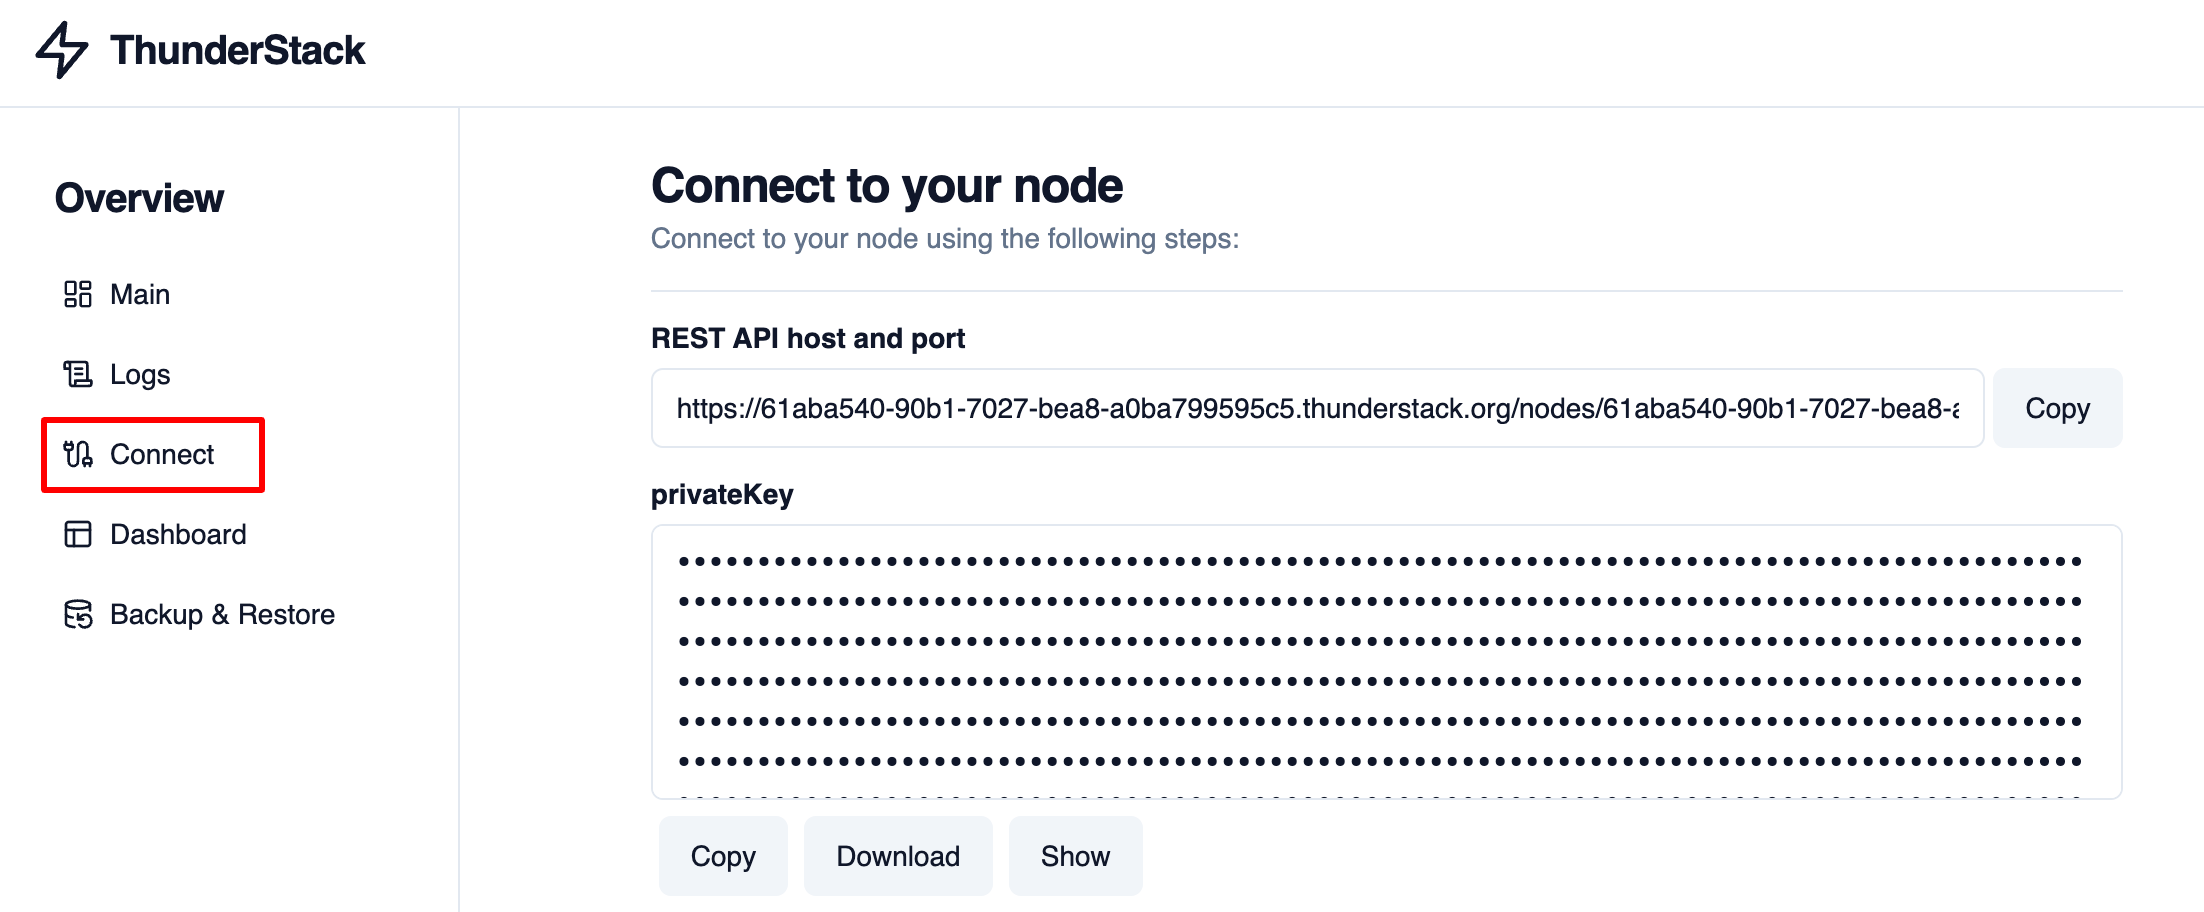 ThunderStack
Overview
Main
Logs
Connect
Dashboard
Backup & Restore
Connect to your node
Connect to your node using the following steps:
REST API host and port
https://61aba540-90b1-7027-bea8-a0ba799595c5.thunderstack.org/nodes/61aba540-90b1-7027-bea8-a
Copy
privateKey
Copy
Download
Show